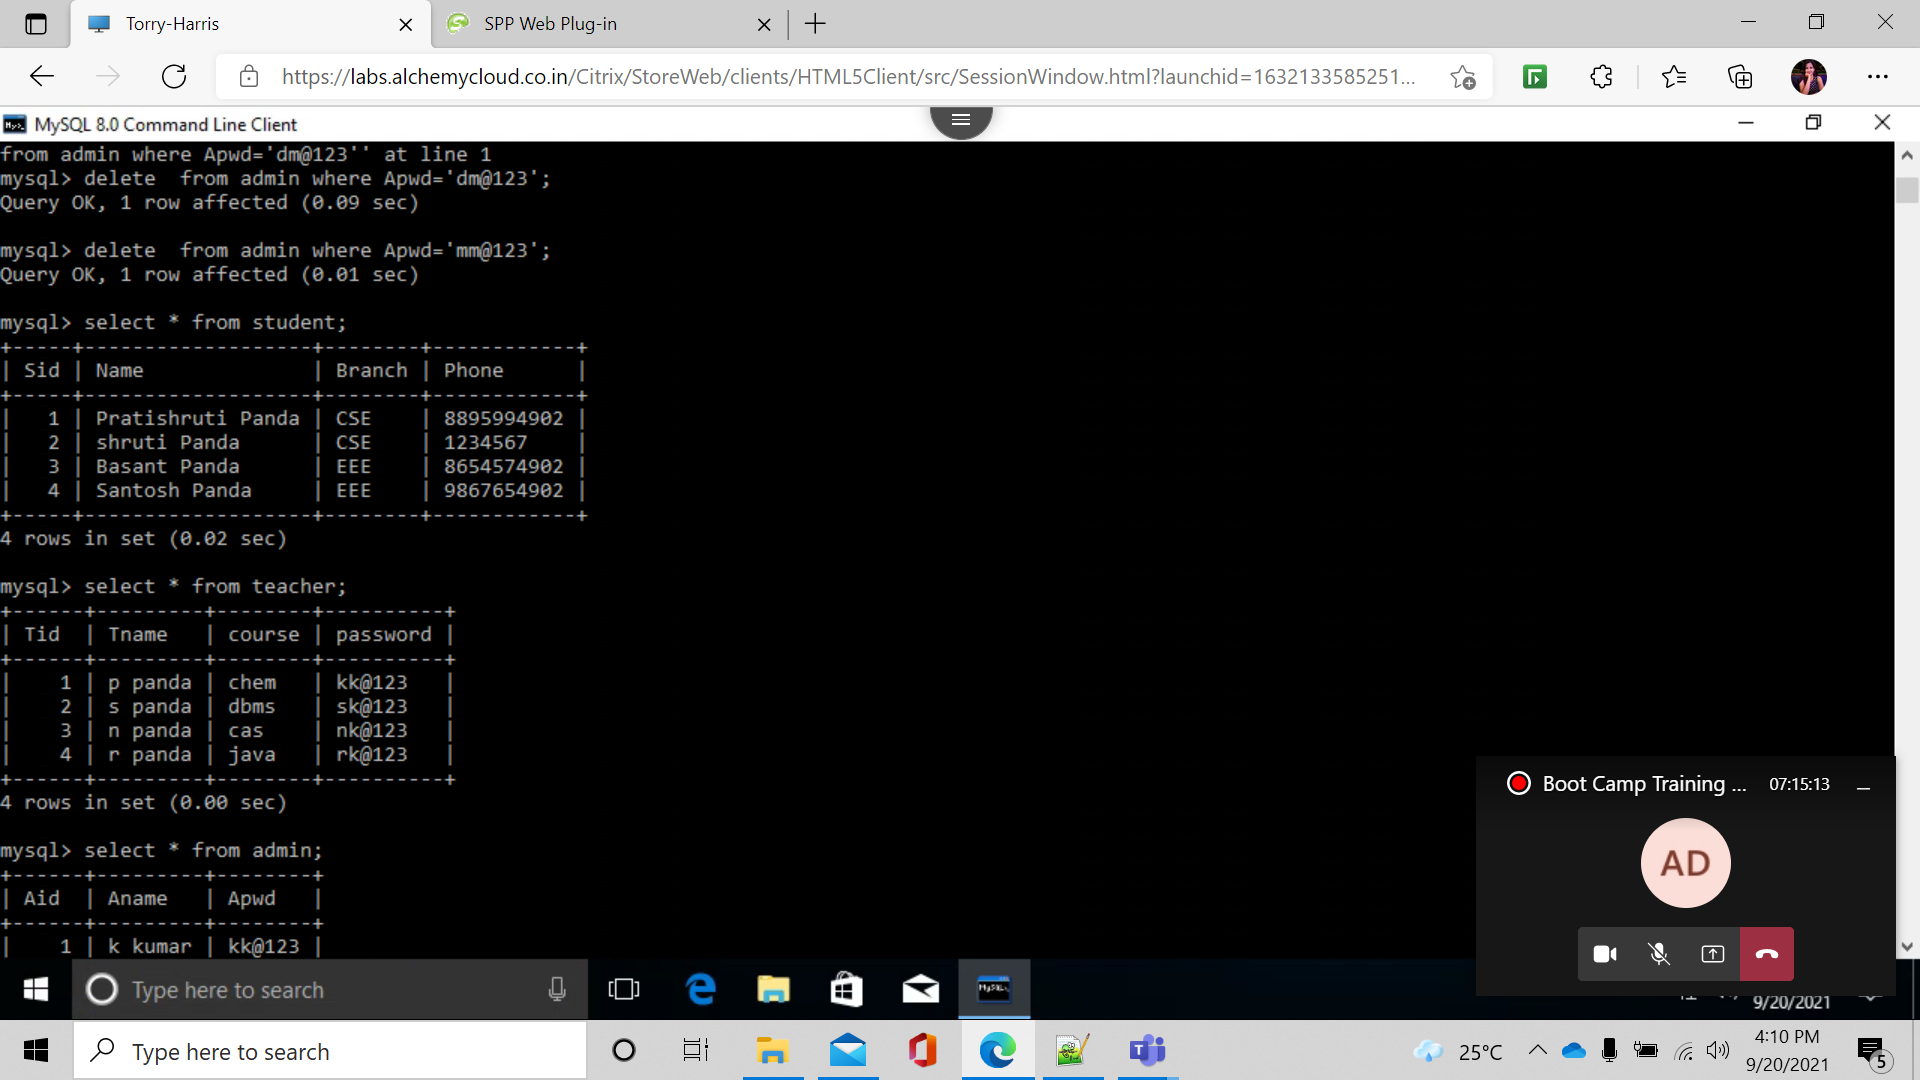 Torry-Harris
SPP Web Plug-in
https://labs.alchemycloud.co.in/Citrix/StoreWeb/clients/HTML5Client/src/SessionWindow.html?launchid=1632133585251...
MySQL 8.0 Command Line Client
from admin where Apwd='dm@123'' at line 1
mysql> delete  from admin where Apwd='dm@123';
Query OK, 1 row affected (0.09 sec)
mysql> delete  from admin where Apwd='mm@123';
Query OK, 1 row affected (0.01 sec)
mysql> select * from student;
+-----+-------------------+--------+------------+
| Sid | Name              | Branch | Phone      |
+-----+-------------------+--------+------------+
|   1 | Pratishruti Panda | CSE    | 8895994902 |
|   2 | shruti Panda      | CSE    | 1234567    |
|   3 | Basant Panda      | EEE    | 8654574902 |
|   4 | Santosh Panda     | EEE    | 9867654902 |
+-----+-------------------+--------+------------+
4 rows in set (0.02 sec)
mysql> select * from teacher;
+------+---------+--------+----------+
| Tid  | Tname   | course | password |
+------+---------+--------+----------+
|    1 | p panda | chem   | kk@123   |
|    2 | s panda | dbms   | sk@123   |
|    3 | n panda | cas    | nk@123   |
|    4 | r panda | java   | rk@123   |
+------+---------+--------+----------+
4 rows in set (0.00 sec)
mysql> select * from admin;
+------+---------+--------+
| Aid  | Aname   | Apwd   |
+------+---------+--------+
|    1 | k kumar | kk@123 |
Boot Camp Training ... 07:15:13
AD
Type here to search
9/20/2021
Type here to search
25°C
4:10 PM
9/20/2021
5